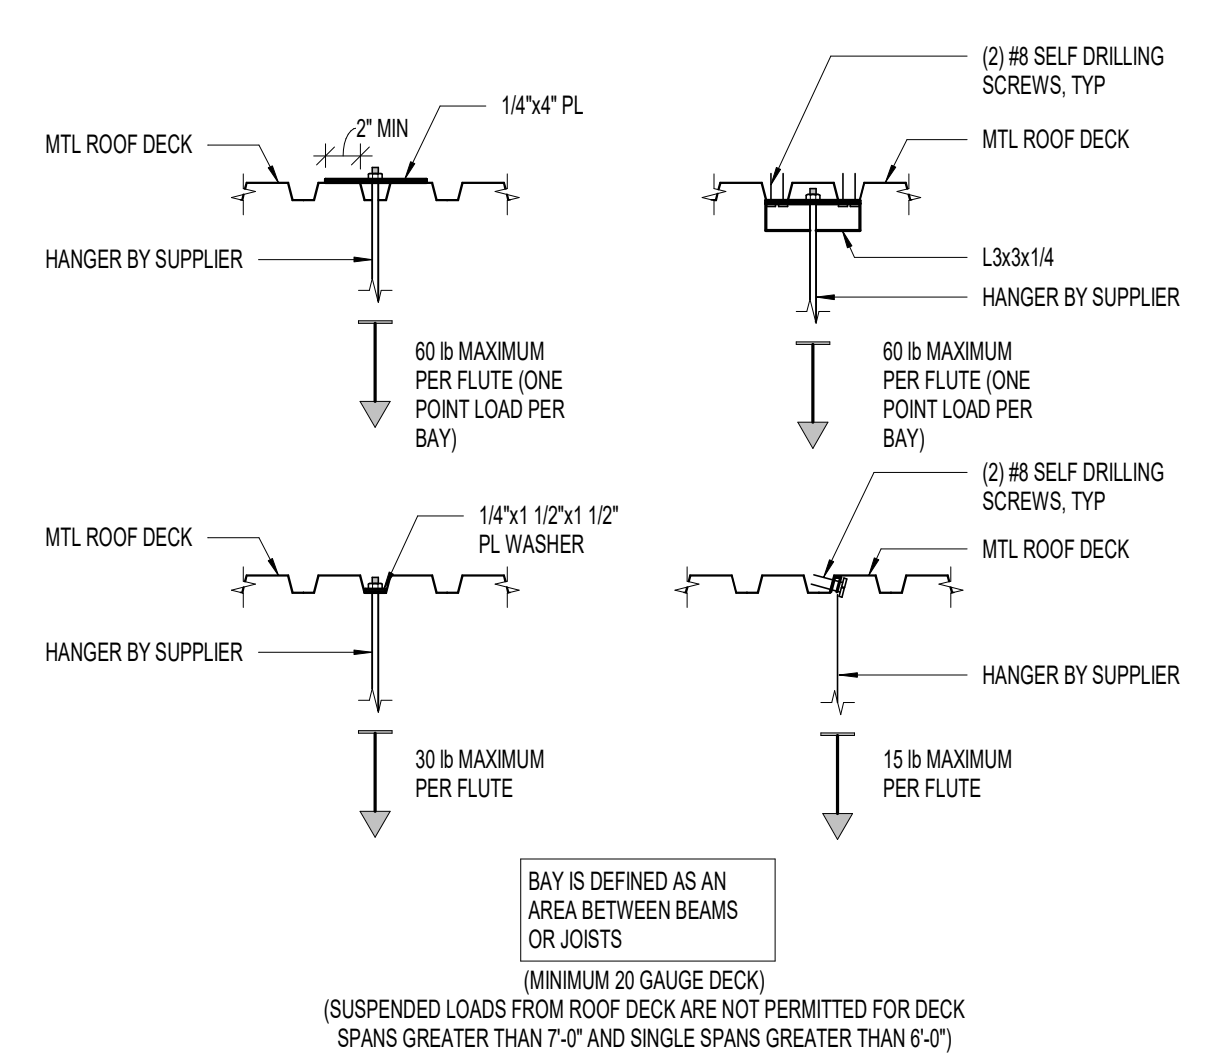 1/4"x4" PL
2" MIN
MTL ROOF DECK
HANGER BY SUPPLIER
60 lb MAXIMUM
PER FLUTE (ONE
POINT LOAD PER
BAY)
(2) #8 SELF DRILLING
SCREWS, TYP
MTL ROOF DECK
L3x3x1/4
HANGER BY SUPPLIER
60 lb MAXIMUM
PER FLUTE (ONE
POINT LOAD PER
BAY)
1/4"x1 1/2"x1 1/2"
PL WASHER
MTL ROOF DECK
HANGER BY SUPPLIER
30 lb MAXIMUM
PER FLUTE
(2) #8 SELF DRILLING
SCREWS, TYP
MTL ROOF DECK
HANGER BY SUPPLIER
15 lb MAXIMUM
PER FLUTE
BAY IS DEFINED AS AN
AREA BETWEEN BEAMS
OR JOISTS
(MINIMUM 20 GAUGE DECK)
(SUSPENDED LOADS FROM ROOF DECK ARE NOT PERMITTED FOR DECK
SPANS GREATER THAN 7'-0" AND SINGLE SPANS GREATER THAN 6'-0")